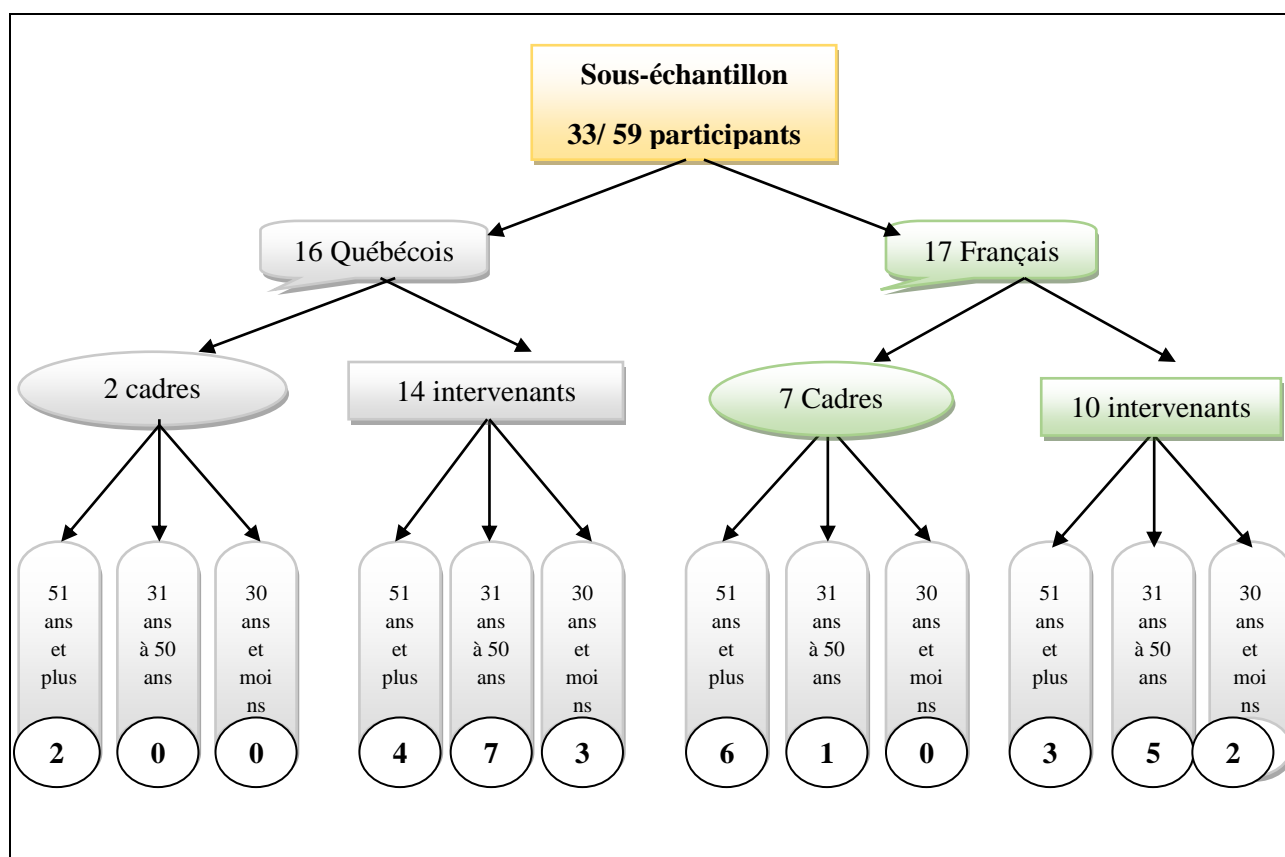 Sous-échantillon
33/ 59 participants
16 Québécois
17 Français
2 cadres
14 intervenants
7 Cadres
10 intervenants
51
ans
et
plus
31
ans
à 50
ans
30
ans
et
moi
ns
51
ans
et
plus
31
ans
à 50
ans
30
ans
et
moi
ns
51
ans
et
plus
31
ans
à 50
ans
30
ans
et
moi
ns
51
ans
et
plus
31
ans
à 50
ans
30
ans
et
moi
ns
2
0
0
4
7
3
6
1
0
3
5
2